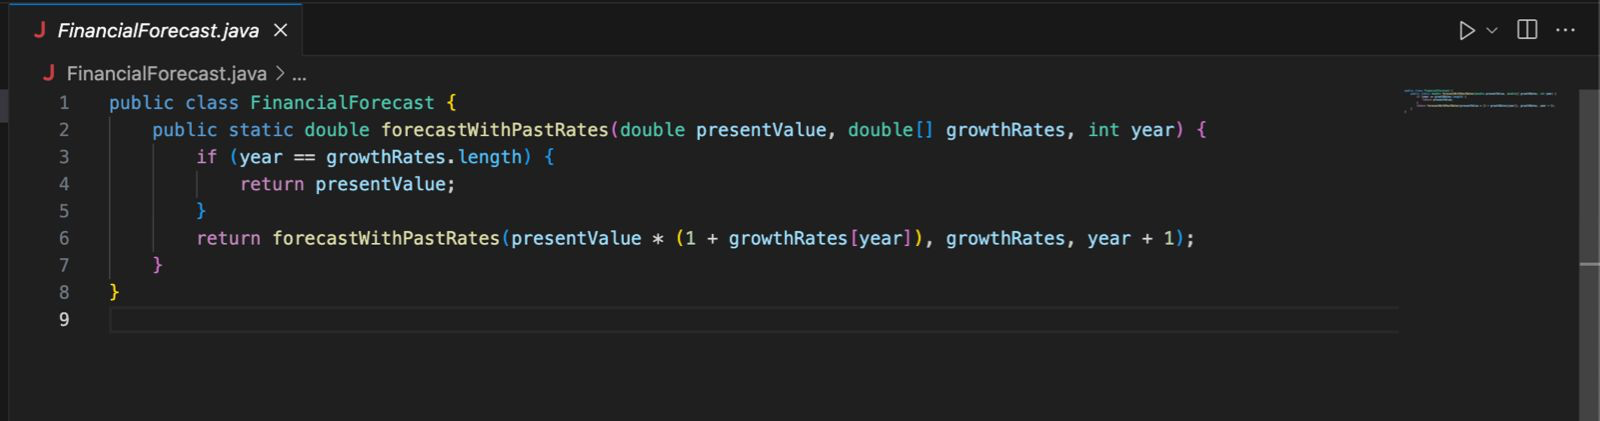 FinancialForecast.java
FinancialForecast.java > ...
1 public class FinancialForecast {
2 public static double forecastWithPastRates(double presentValue, double[] growthRates, int year) {
3 if (year == growthRates.length) {
4 return presentValue;
5 }
6 return forecastWithPastRates(presentValue * (1 + growthRates[year]), growthRates, year + 1);
7 }
8 }
9